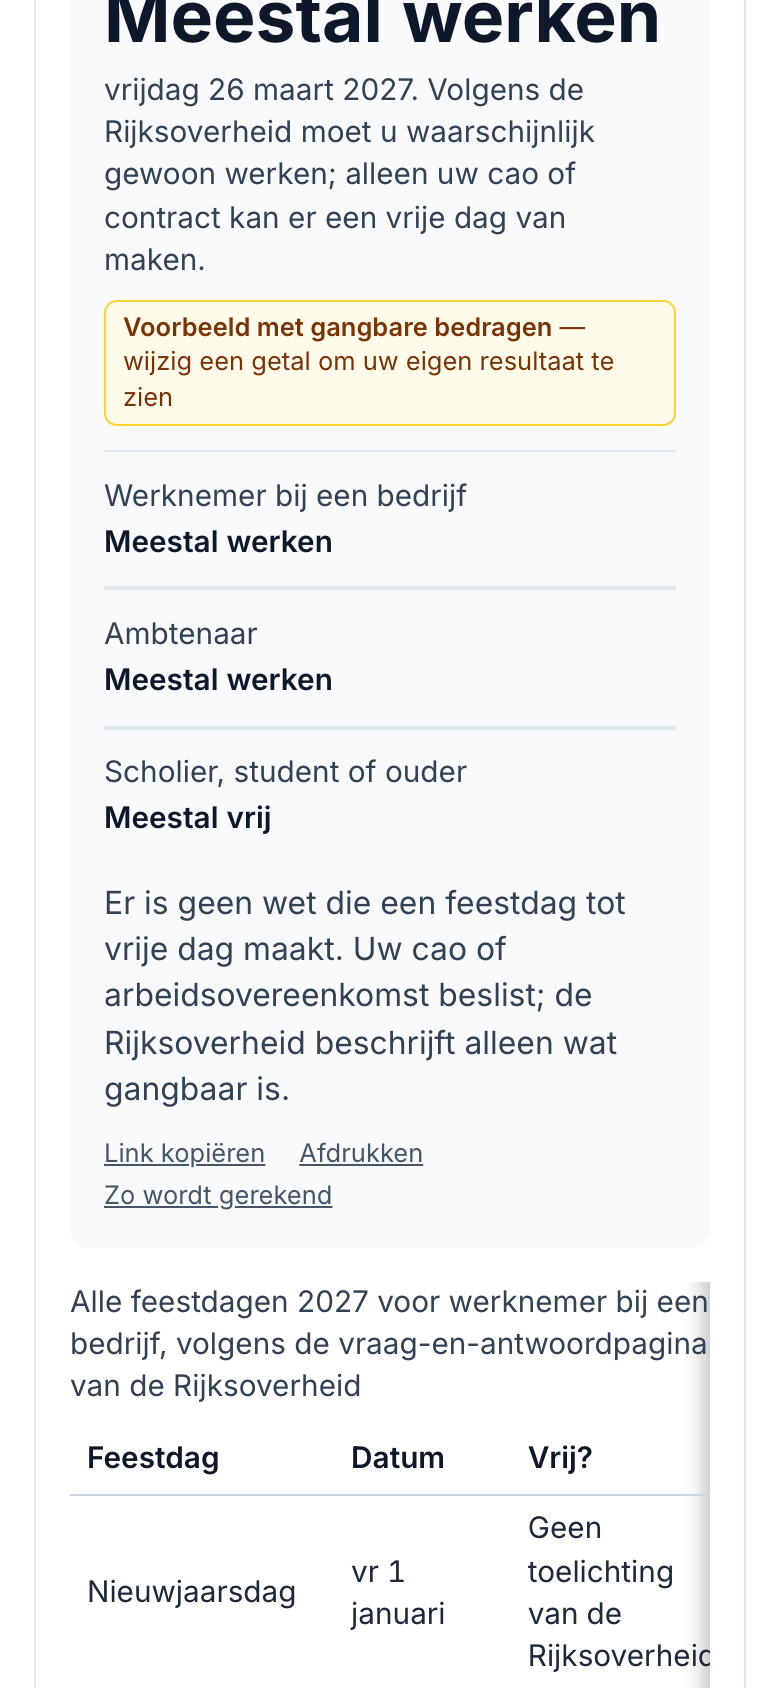 Meestal werken
vrijdag 26 maart 2027. Volgens de
Rijksoverheid moet u waarschijnlijk
gewoon werken; alleen uw cao of
contract kan er een vrije dag van
maken.
Voorbeeld met gangbare bedragen —
wijzig een getal om uw eigen resultaat te
zien
Werknemer bij een bedrijf
Meestal werken
Ambtenaar
Meestal werken
Scholier, student of ouder
Meestal vrij
Er is geen wet die een feestdag tot
vrije dag maakt. Uw cao of
arbeidsovereenkomst beslist; de
Rijksoverheid beschrijft alleen wat
gangbaar is.
Link kopiëren Afdrukken
Zo wordt gerekend
Alle feestdagen 2027 voor werknemer bij een
bedrijf, volgens de vraag-en-antwoordpagina
van de Rijksoverheid
Feestdag Datum Vrij?
Nieuwjaarsdag
vr 1
januari
Geen
toelichting
van de
Rijksoverheid